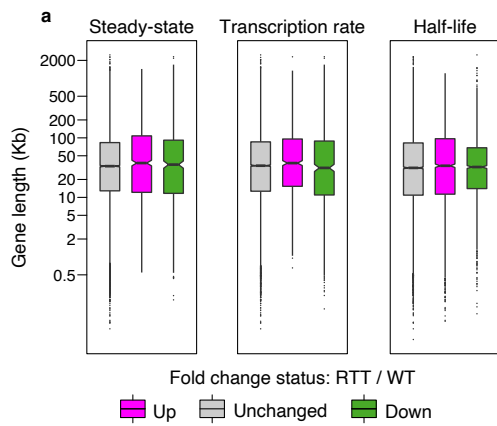 a
Steady-state Transcription rate Half-life
Gene length (Kb)
2000
500
200
100
50
20
10
5
2
0.5
Fold change status: RTT / WT
Up Unchanged Down